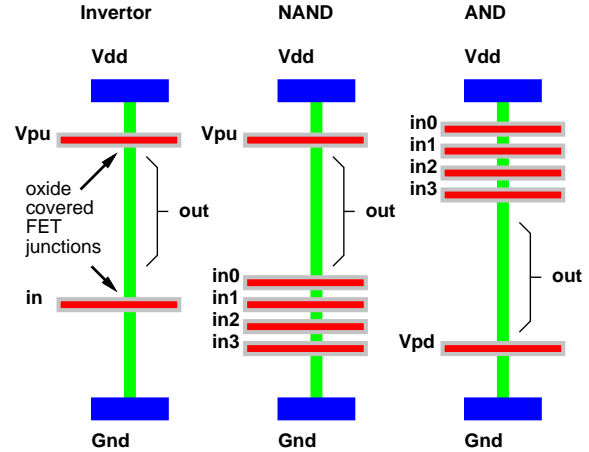 Invertor
Vdd
Vpu
oxide
covered
FET
junctions
out
in
Gnd
NAND
Vdd
Vpu
out
in0
in1
in2
in3
Gnd
AND
Vdd
in0
in1
in2
in3
out
Vpd
Gnd